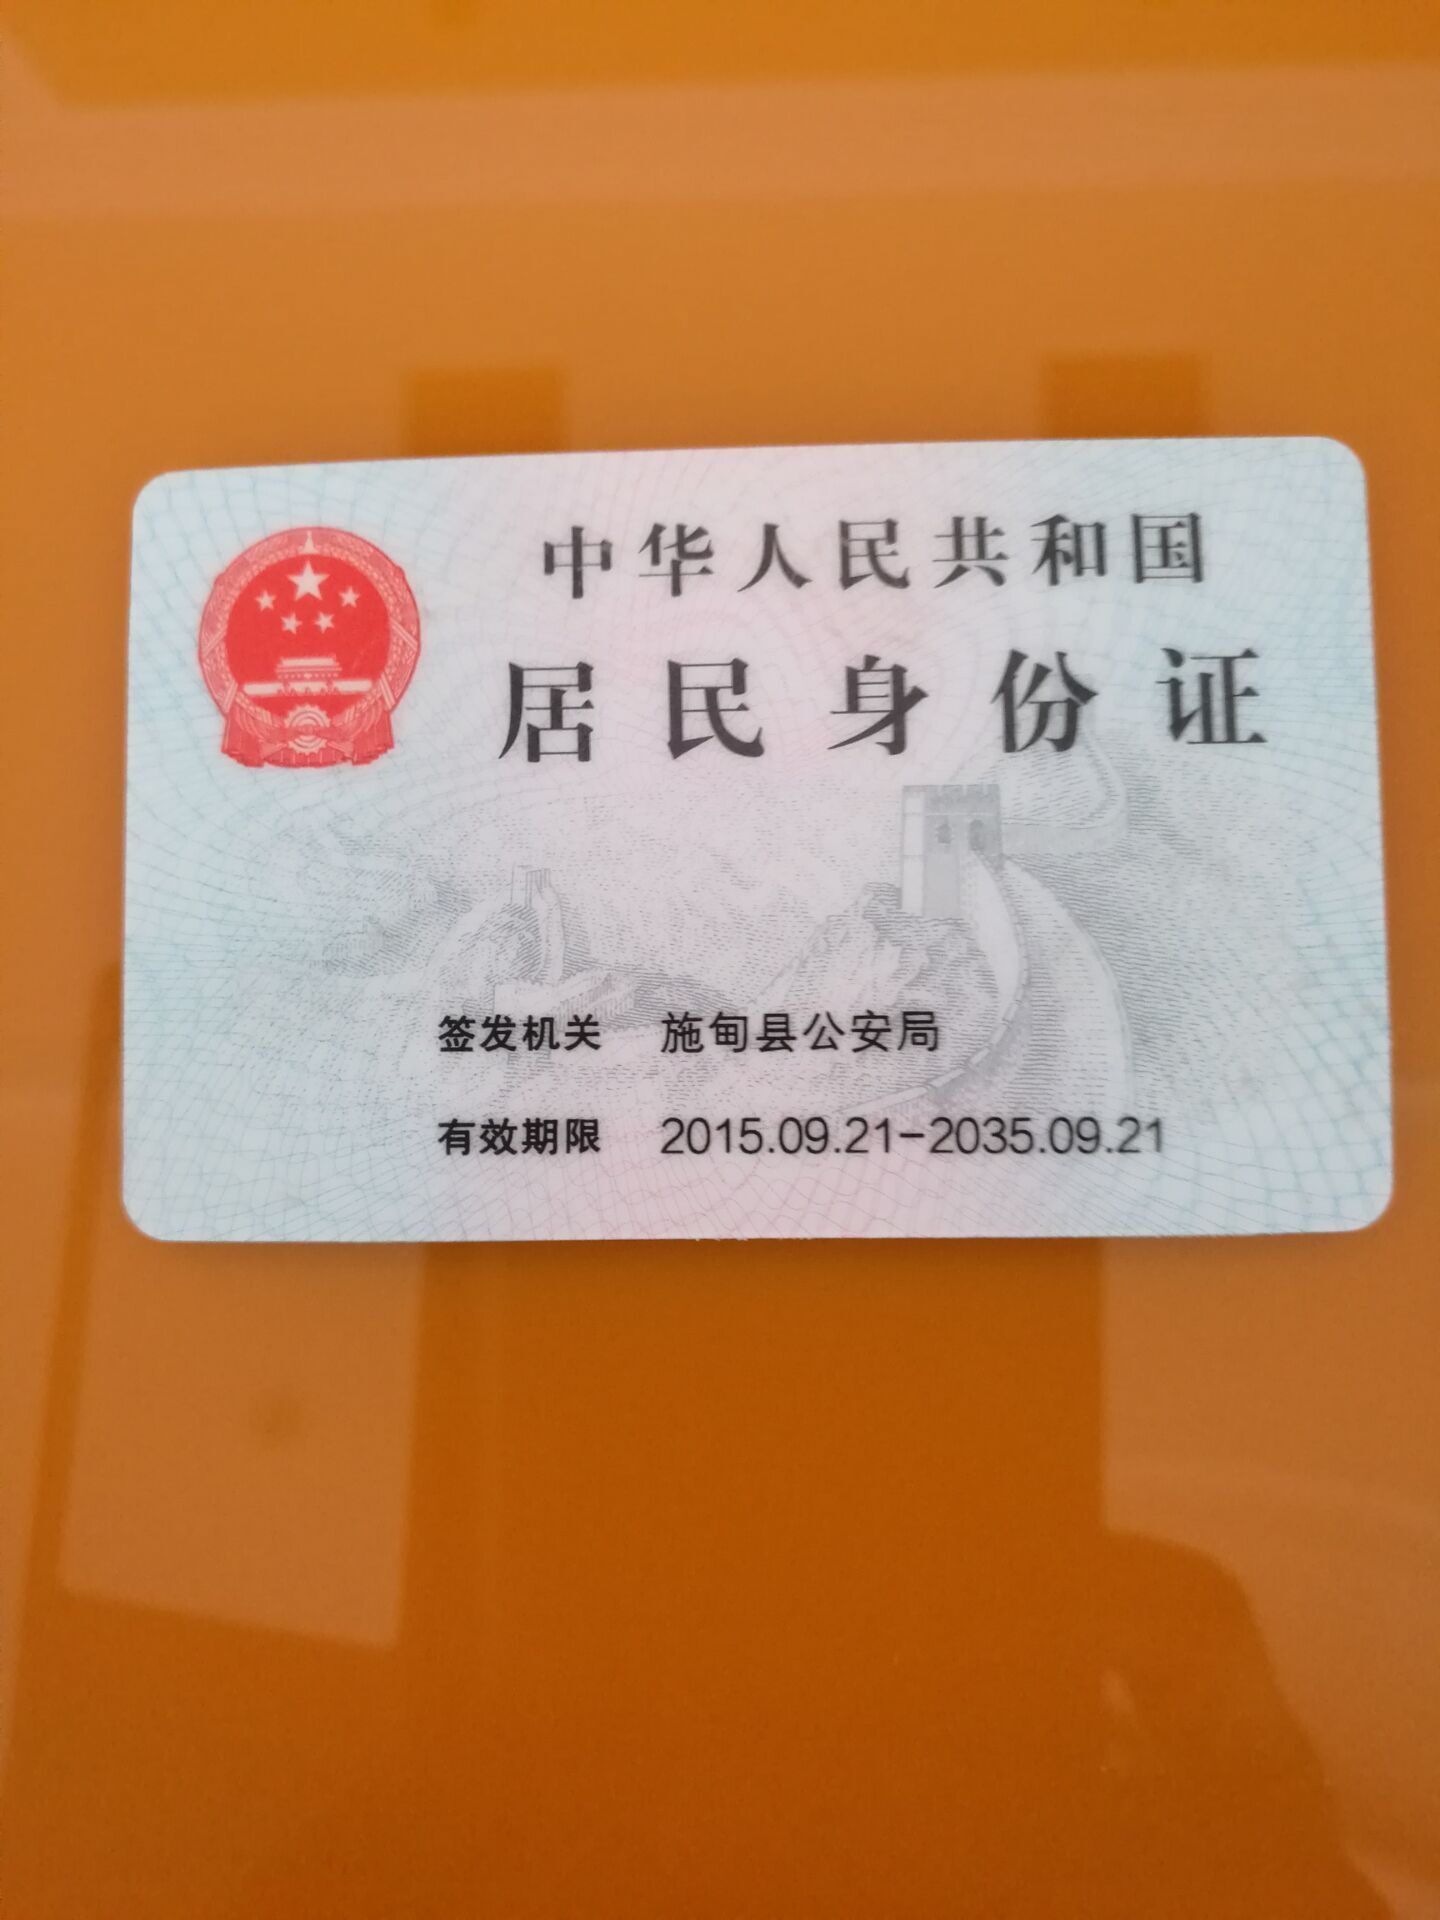 中华人民共和国
居民身份证
签发机关 施甸县公安局
有效期限 2015.09.21-2035.09.21